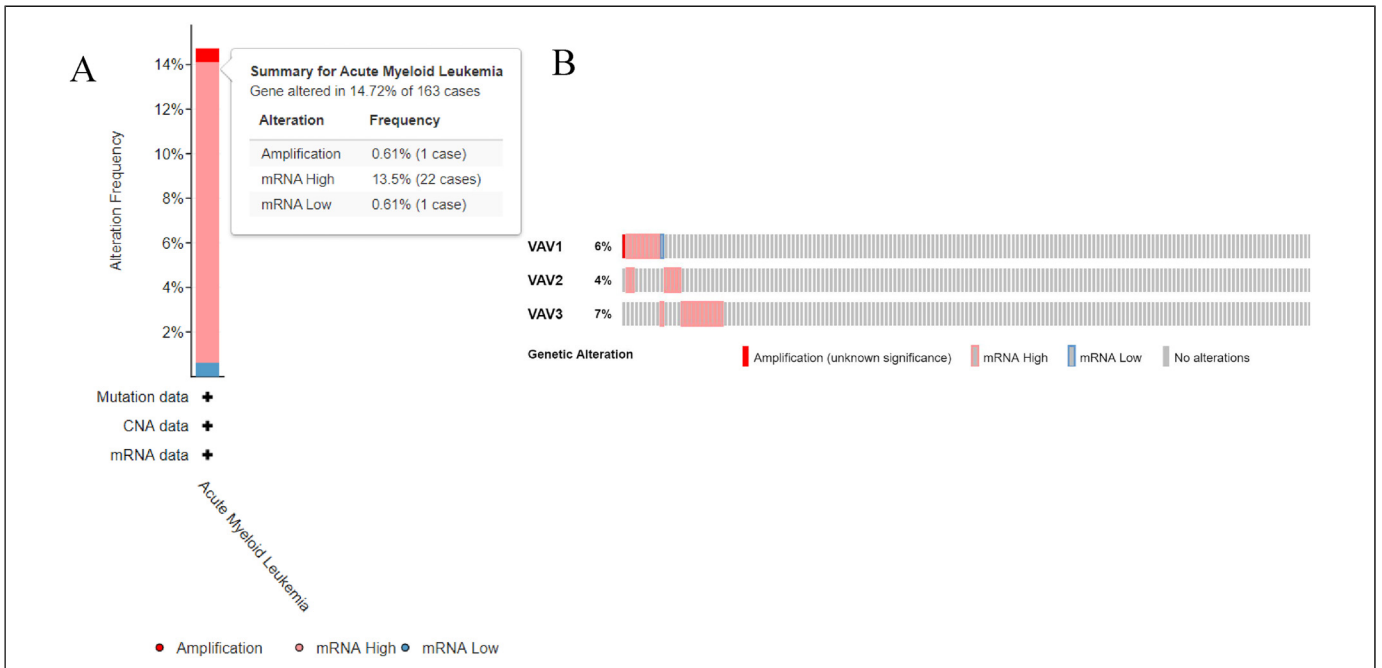 A
B
14%
12%
10%
8%
6%
4%
2%
Alteration Frequency
Summary for Acute Myeloid Leukemia
Gene altered in 14.72% of 163 cases
Alteration Frequency
Amplification 0.61% (1 case)
mRNA High 13.5% (22 cases)
mRNA Low 0.61% (1 case)
Mutation data +
CNA data +
mRNA data +
Acute Myeloid Leukemia
Amplification mRNA High mRNA Low
VAV1 6%
VAV2 4%
VAV3 7%
Genetic Alteration Amplification (unknown significance) mRNA High mRNA Low No alterations